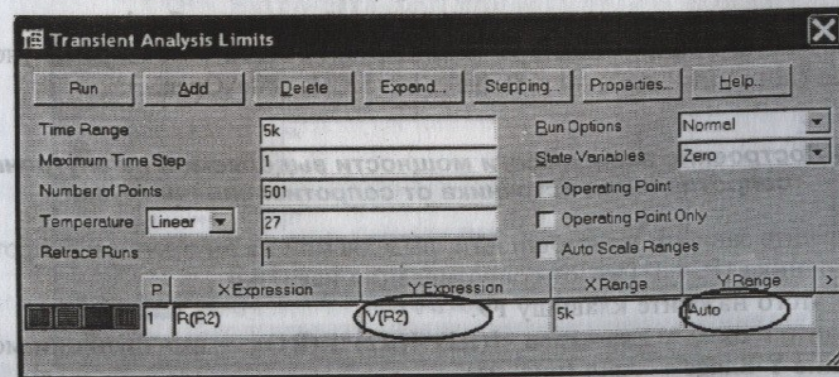 Transient Analysis Limits
Run Add Delete Expand... Stepping... Properties... Help...
Time Range 5k Run Options Normal
Maximum Time Step 1 State Variables Zero
Number of Points 501 Operating Point
Temperature Linear 27 Operating Point Only
Retrace Runs 1 Auto Scale Ranges
P X Expression Y Expression X Range Y Range >
1 R(R2) V(R2) 5k Auto